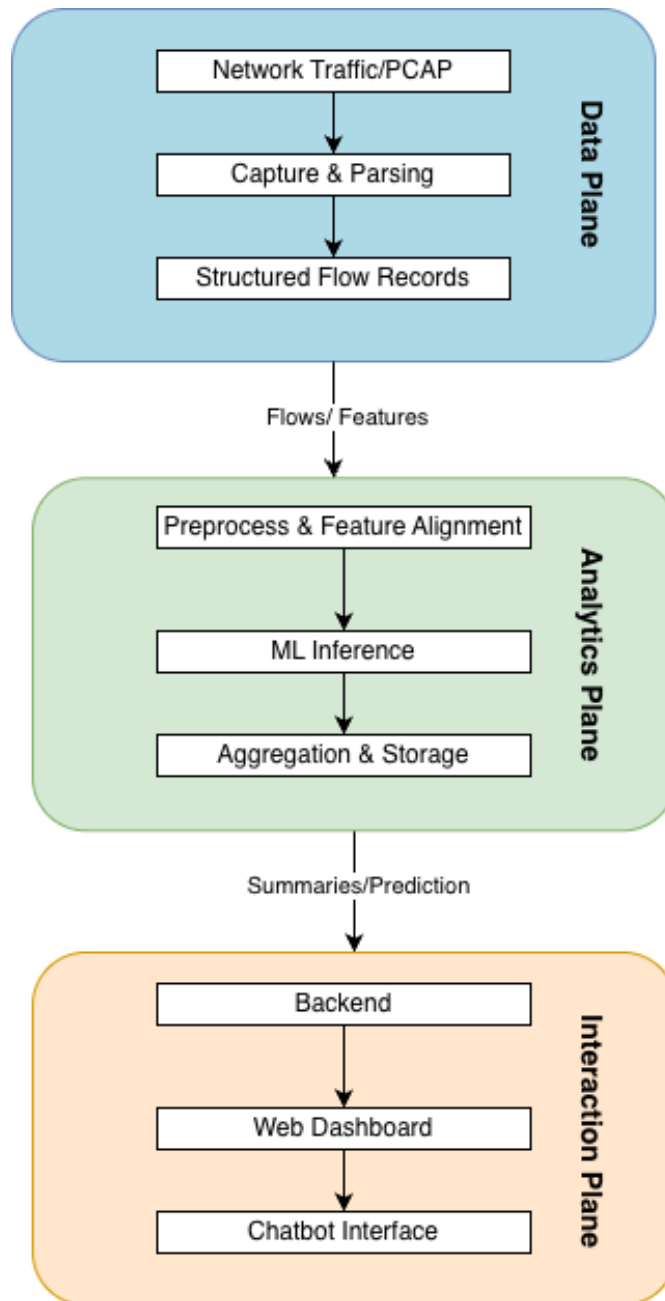 Network Traffic/PCAP
Capture & Parsing
Structured Flow Records
Data Plane
Flows/ Features
Preprocess & Feature Alignment
ML Inference
Aggregation & Storage
Analytics Plane
Summaries/Prediction
Backend
Web Dashboard
Chatbot Interface
Interaction Plane